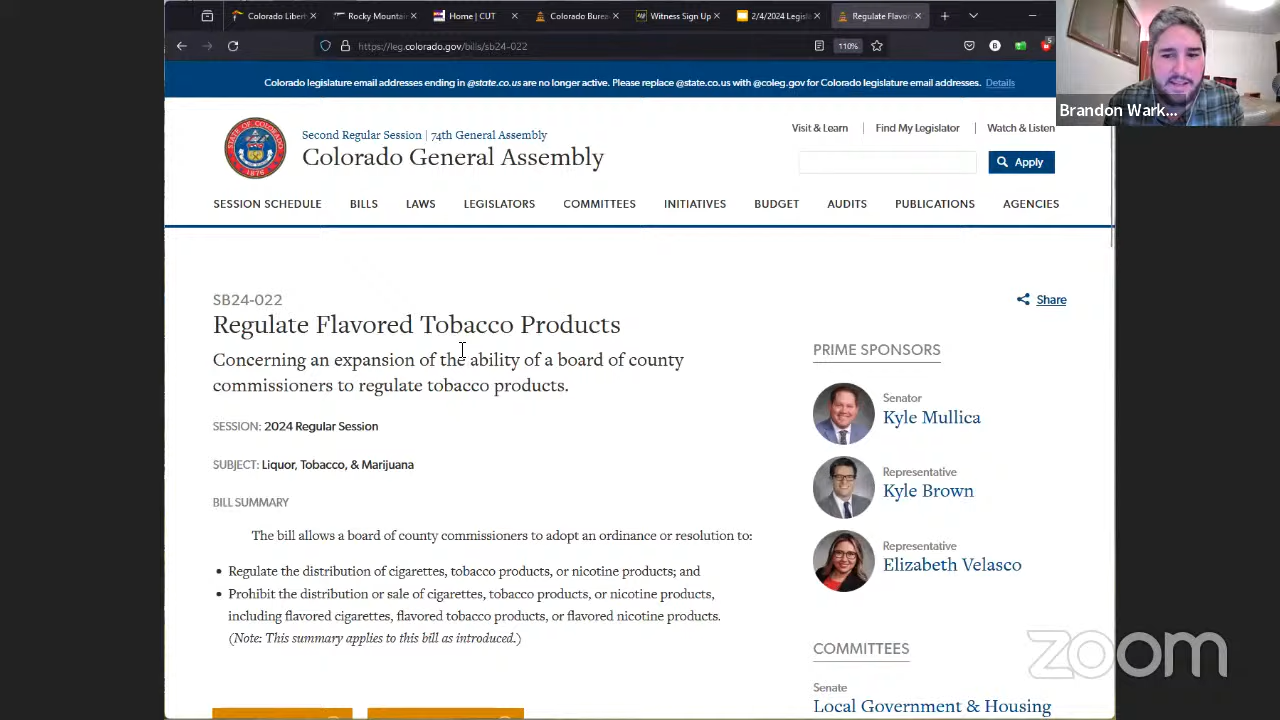 Colorado Libert
Rocky Mountain
Home | CUT
Colorado Burea
Witness Sign Up
2/4/2024 Legisla
Regulate Flavor
https://leg.colorado.gov/bills/sb24-022
110%
B
5
Colorado legislature email addresses ending in @state.co.us are no longer active. Please replace @state.co.us with @coleg.gov for Colorado legislature email addresses. Details
Brandon Wark...
STATE OF COLORADO
1876
Second Regular Session | 74th General Assembly
Colorado General Assembly
Visit & Learn | Find My Legislator | Watch & Listen
Apply
SESSION SCHEDULE BILLS LAWS LEGISLATORS COMMITTEES INITIATIVES BUDGET AUDITS PUBLICATIONS AGENCIES
SB24-022
Share
Regulate Flavored Tobacco Products
Concerning an expansion of the ability of a board of county
commissioners to regulate tobacco products.
SESSION: 2024 Regular Session
SUBJECT: Liquor, Tobacco, & Marijuana
BILL SUMMARY
The bill allows a board of county commissioners to adopt an ordinance or resolution to:
• Regulate the distribution of cigarettes, tobacco products, or nicotine products; and
• Prohibit the distribution or sale of cigarettes, tobacco products, or nicotine products,
including flavored cigarettes, flavored tobacco products, or flavored nicotine products.
(Note: This summary applies to this bill as introduced.)
PRIME SPONSORS
Senator
Kyle Mullica
Representative
Kyle Brown
Representative
Elizabeth Velasco
COMMITTEES
Senate
Local Government & Housing
zoom